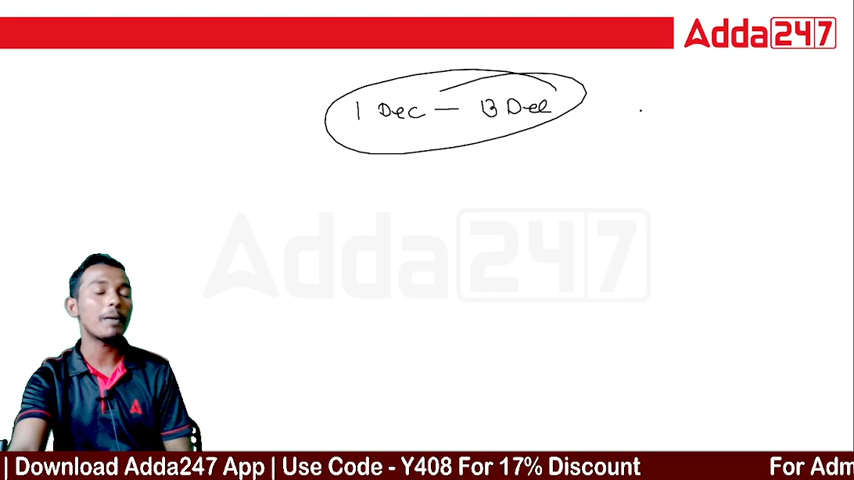 Adda247
1 Dec — 13 Dec
Adda247
| Download Adda247 App | Use Code - Y408 For 17% Discount For Adm